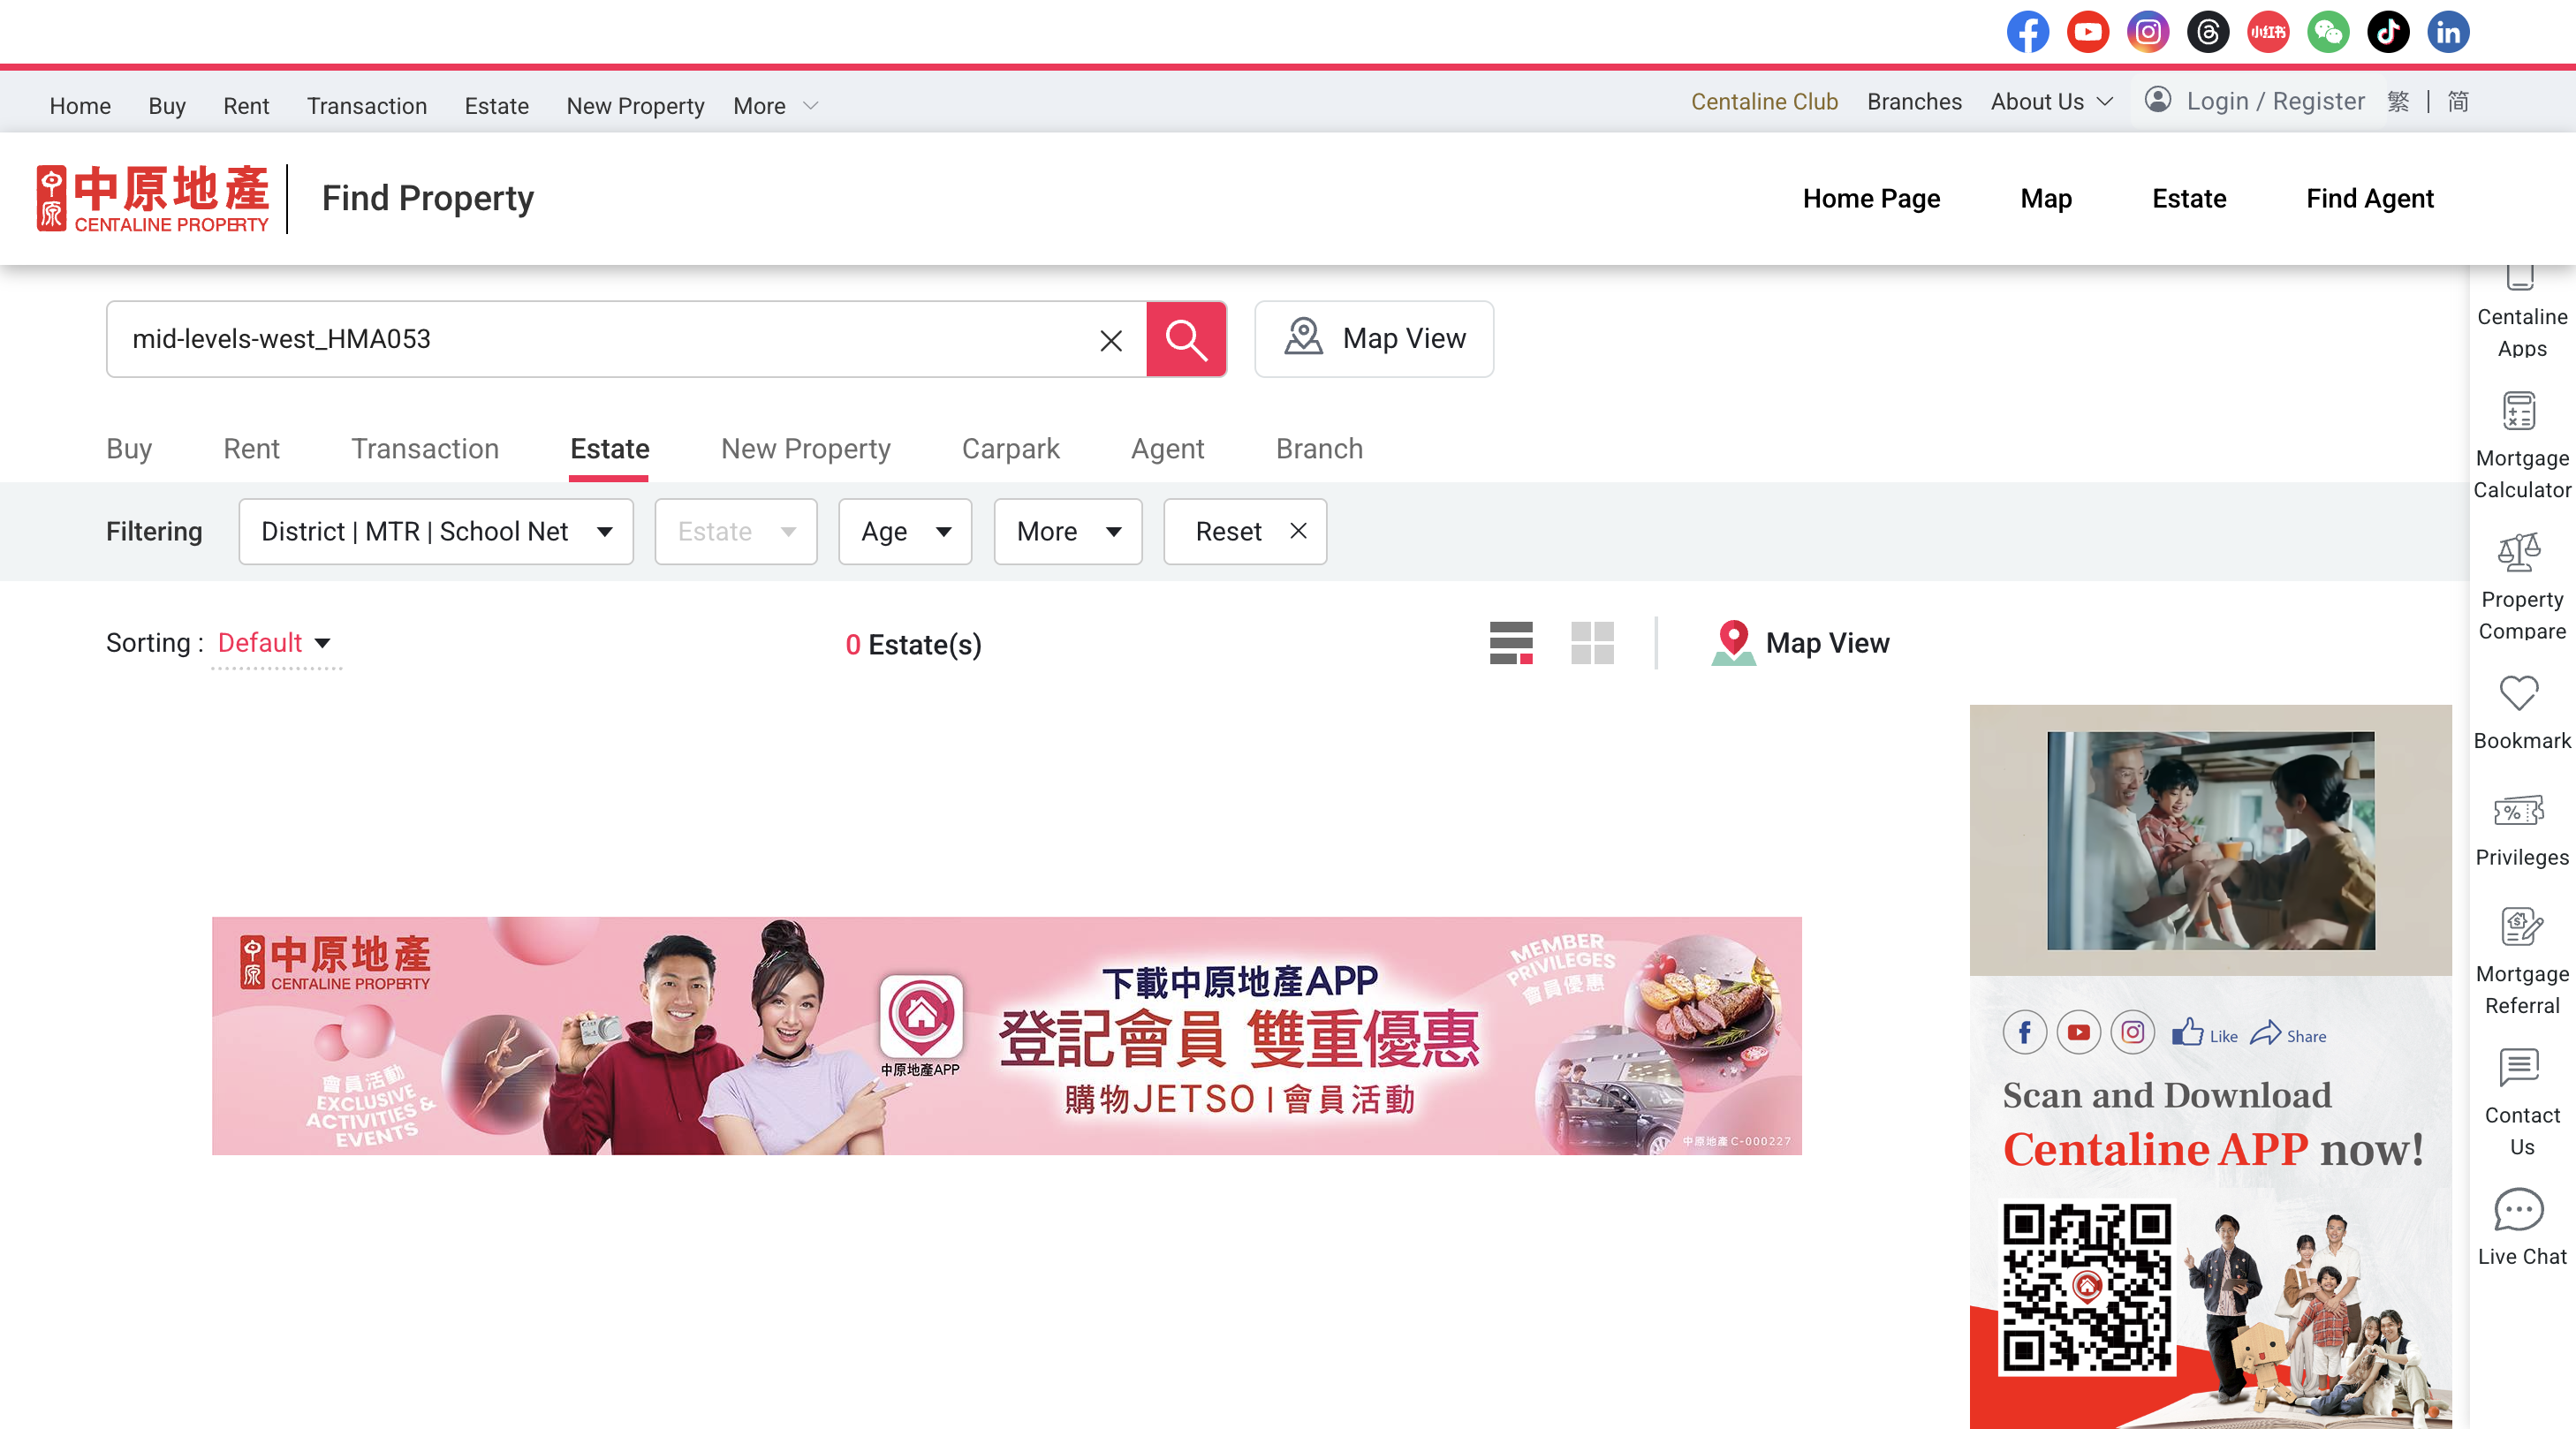 小红书
Home Buy Rent Transaction Estate New Property More
Centaline Club Branches About Us Login / Register 繁 | 简
中原 中原地產
CENTALINE PROPERTY
Find Property
Home Page Map Estate Find Agent
mid-levels-west_HMA053
Map View
Buy Rent Transaction Estate New Property Carpark Agent Branch
Filtering District | MTR | School Net Estate Age More Reset
Sorting : Default
0 Estate(s)
Map View
中原 中原地產
CENTALINE PROPERTY
會員活動
EXCLUSIVE
ACTIVITIES &
EVENTS
中原地產APP
下載中原地產APP
登記會員 雙重優惠
購物JETSO | 會員活動
MEMBER
PRIVILEGES
會員優惠
中原地產 C-000227
Like Share
Scan and Download
Centaline APP now!
Centaline
Apps
Mortgage
Calculator
Property
Compare
Bookmark
Privileges
Mortgage
Referral
Contact
Us
Live Chat